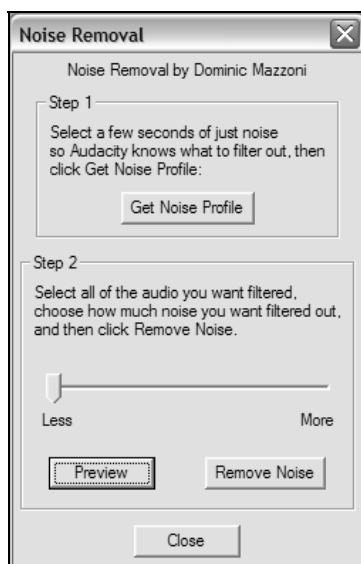 Noise Removal
Noise Removal by Dominic Mazzoni
Step 1
Select a few seconds of just noise
so Audacity knows what to filter out, then
click Get Noise Profile:
Get Noise Profile
Step 2
Select all of the audio you want filtered,
choose how much noise you want filtered out,
and then click Remove Noise.
Less More
Preview Remove Noise
Close